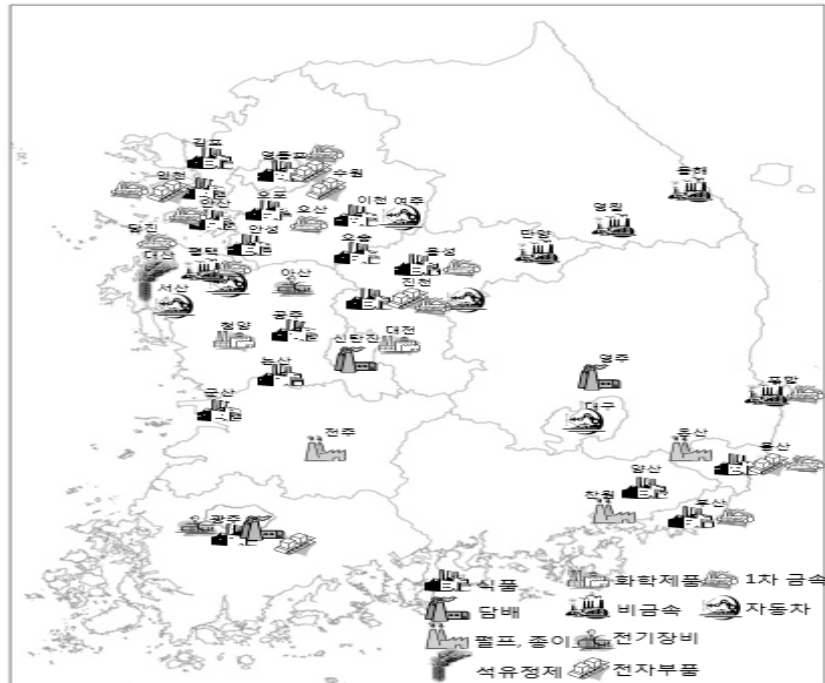 김포
영등포
수원
인천
안산
오포
오산
이천 여주
동해
영월
단양
당진
안성
오송
음성
대산
평택
아산
진천
서산
청양
공주
신탄진
대전
논산
영주
군산
대구
포항
전주
울산
양산
창원
부산
광주
식품
화학제품
1차 금속
담배
비금속
자동차
펄프, 종이
전기장비
석유정제
전자부품